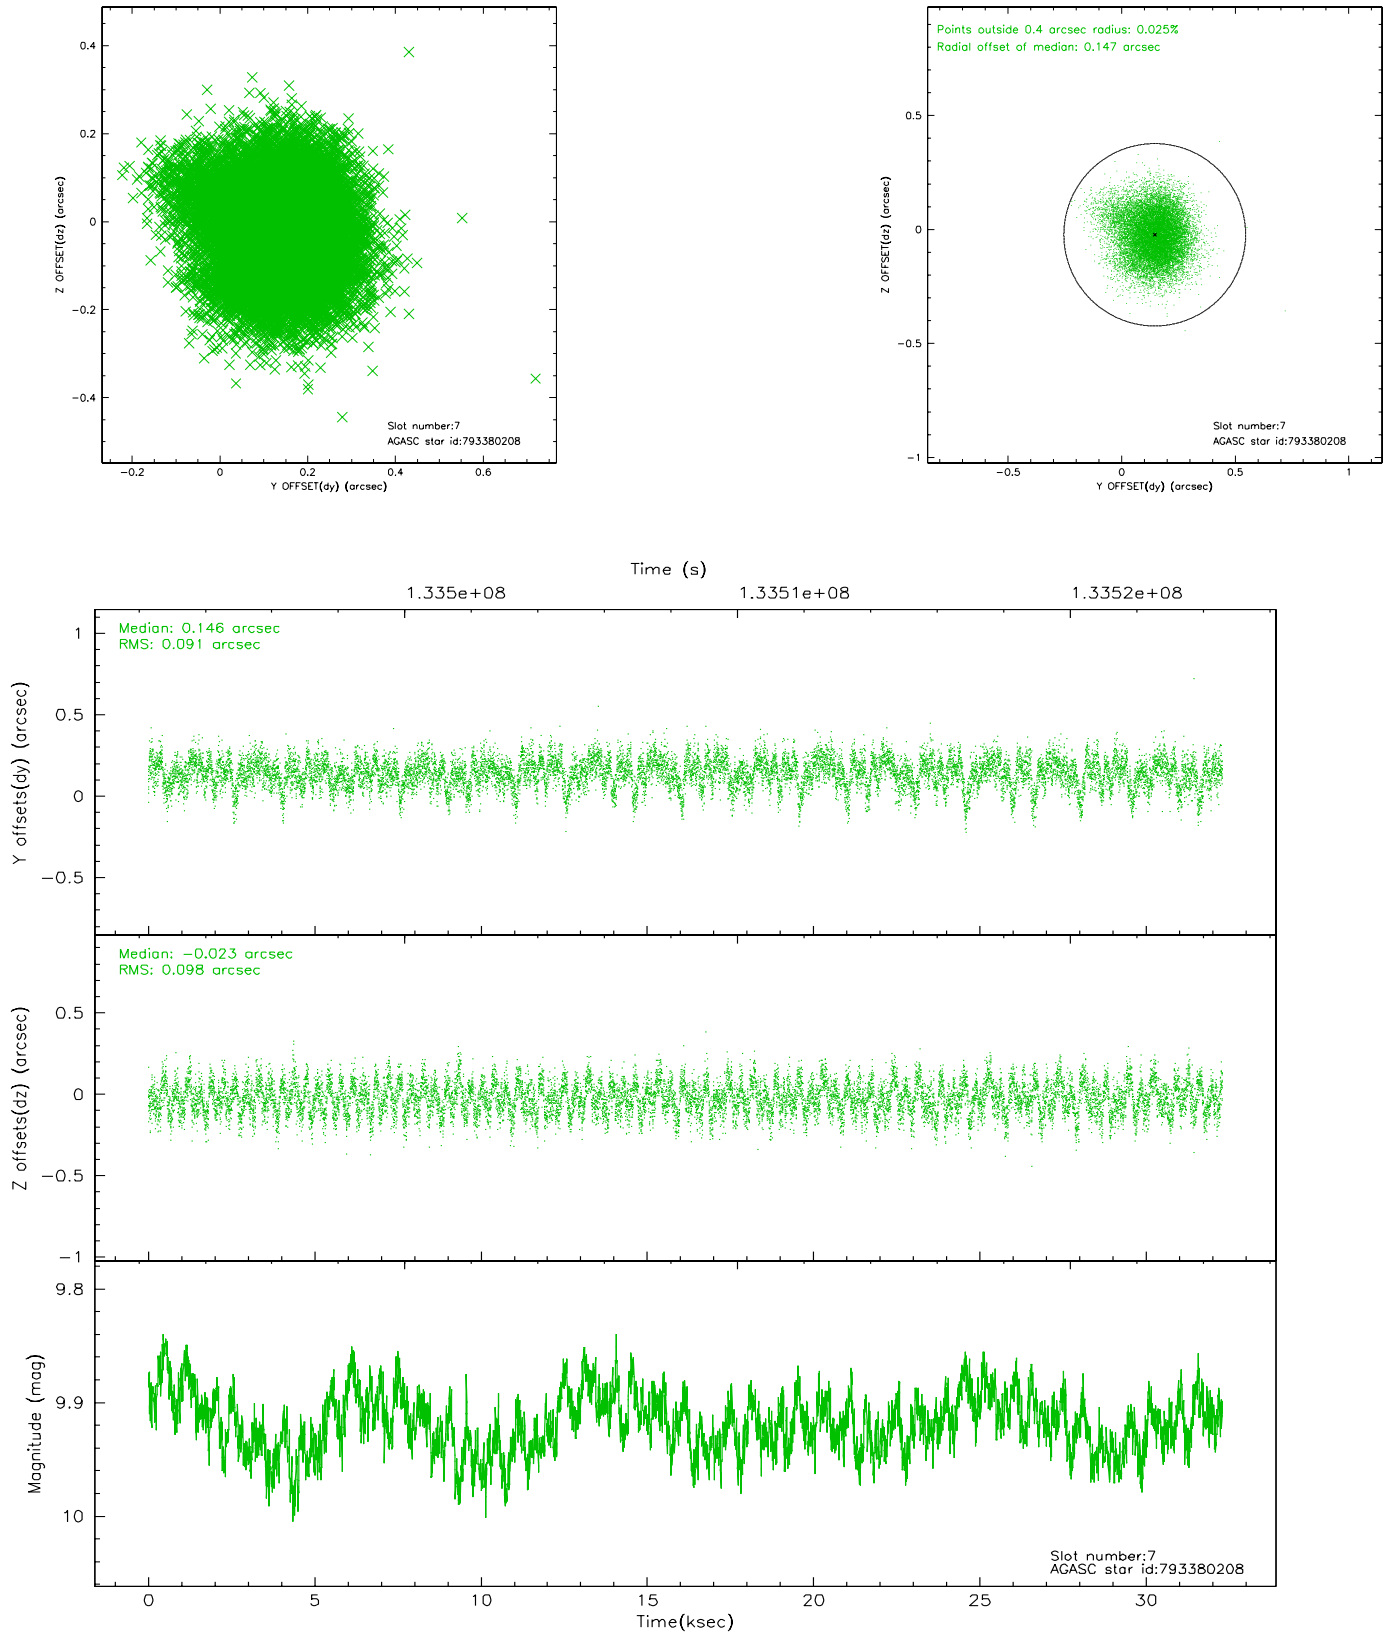 0.4
0.2
0
−0.2
−0.4
Z OFFSET(dz) (arcsec)
Slot number:7
AGASC star id:793380208
−0.2
0
0.2
0.4
0.6
Y OFFSET(dy) (arcsec)
Points outside 0.4 arcsec radius: 0.025%
Radial offset of median: 0.147 arcsec
0.5
0
−0.5
−1
Z OFFSET(dz) (arcsec)
Slot number:7
AGASC star id:793380208
−0.5
0
0.5
1
Y OFFSET(dy) (arcsec)
Time (s)
1.335e+08
1.3351e+08
1.3352e+08
Median: 0.146 arcsec
RMS: 0.091 arcsec
1
0.5
0
−0.5
Y offsets(dy) (arcsec)
Median: −0.023 arcsec
RMS: 0.098 arcsec
0.5
0
−0.5
−1
Z offsets(dz) (arcsec)
9.8
9.9
10
Magnitude (mag)
Slot number:7
AGASC star id:793380208
0
5
10
15
20
25
30
Time(ksec)